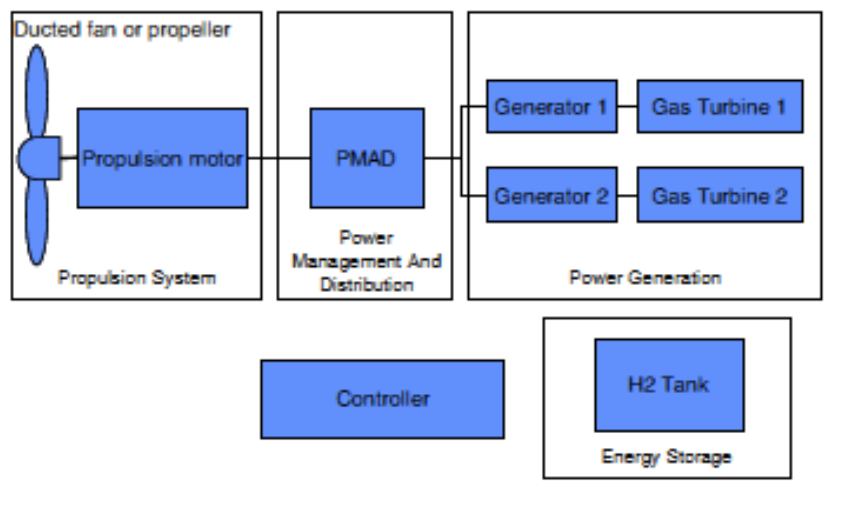 Ducted fan or propeller
Propulsion motor
Propulsion System
PMAD
Power
Management And
Distribution
Generator 1
Gas Turbine 1
Generator 2
Gas Turbine 2
Power Generation
Controller
H2 Tank
Energy Storage